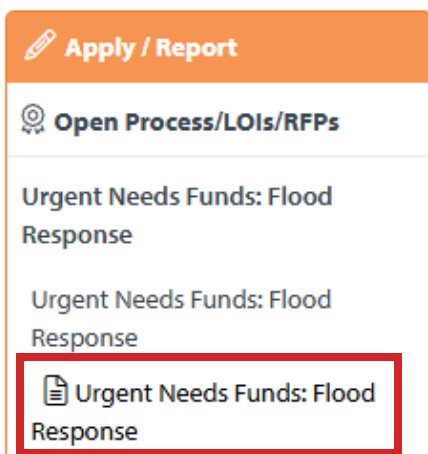 Apply / Report
Open Process/LOIs/RFPs
Urgent Needs Funds: Flood
Response
Urgent Needs Funds: Flood
Response
Urgent Needs Funds: Flood
Response